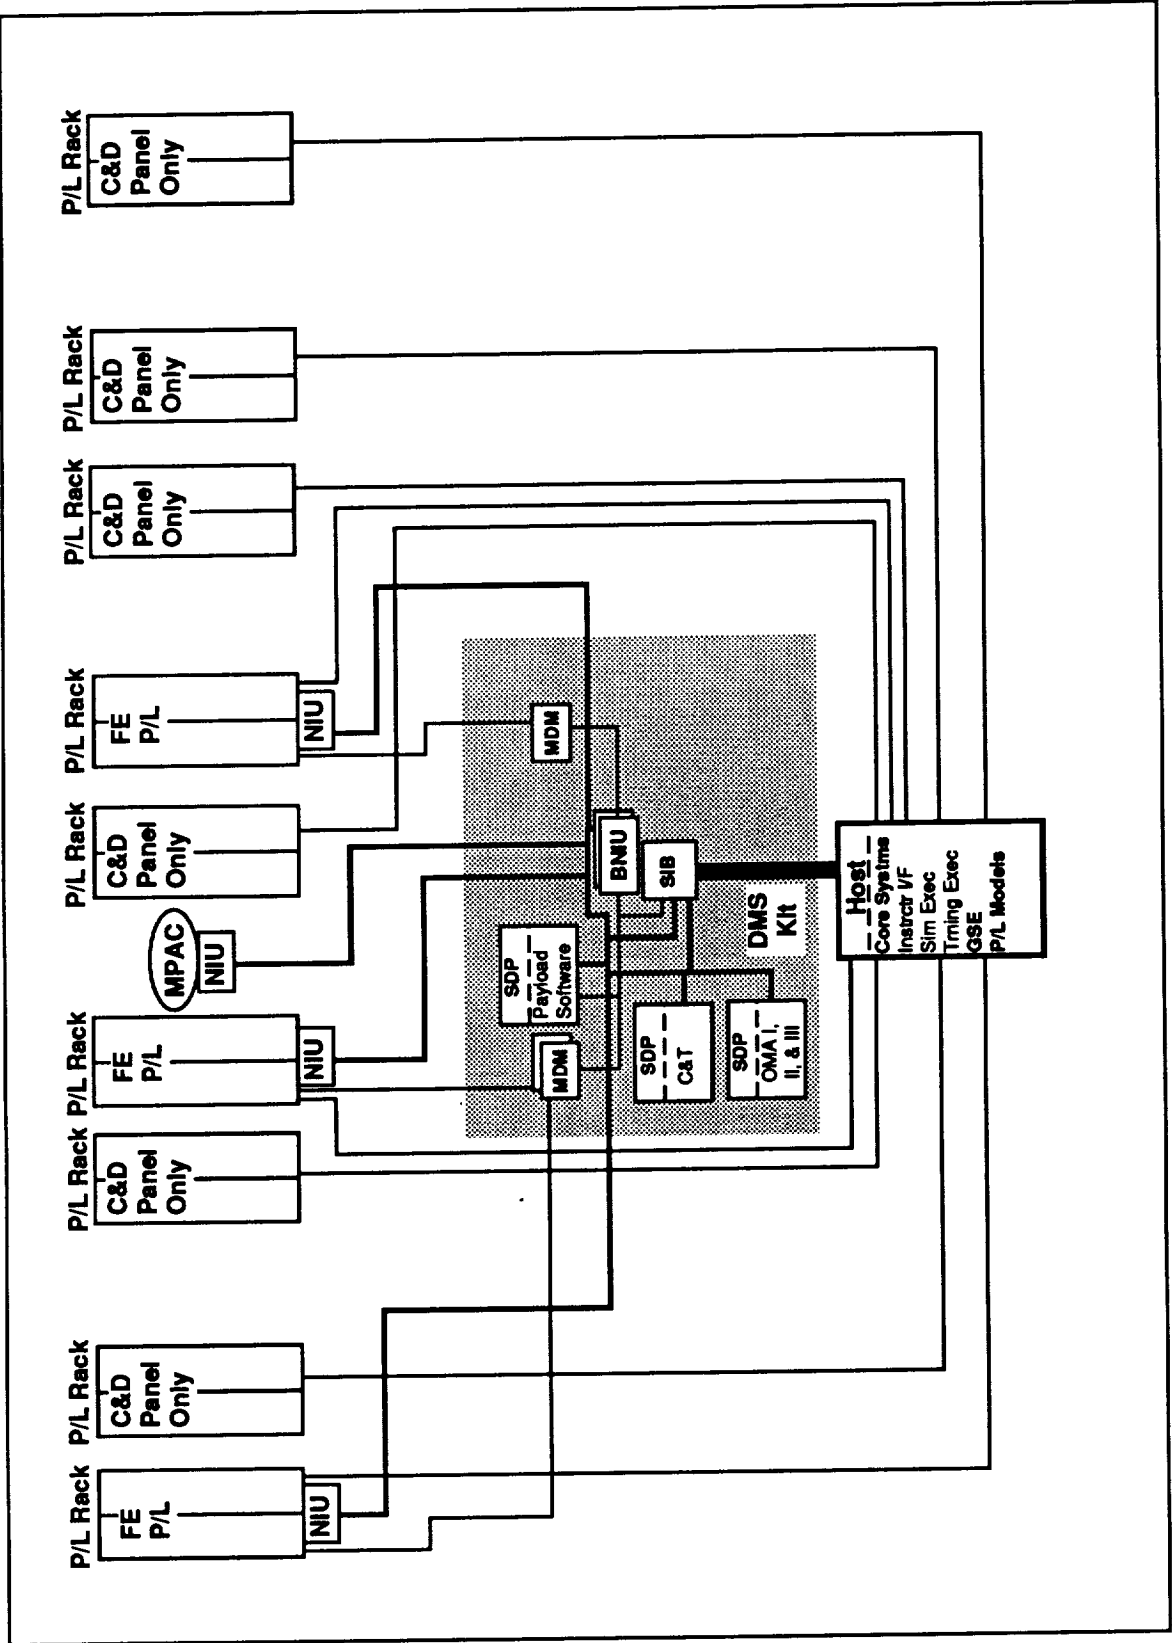 P/L Rack
FE
P/L
NIU
P/L Rack
C&D
Panel
Only
P/L Rack
C&D
Panel
Only
P/L Rack
FE
P/L
NIU
MPAC
NIU
P/L Rack
C&D
Panel
Only
P/L Rack
FE
P/L
NIU
P/L Rack
C&D
Panel
Only
P/L Rack
C&D
Panel
Only
P/L Rack
C&D
Panel
Only
MDM
SDP
Payload
Software
MDM
BNIU
SIB
SDP
C&T
SDP
OMA I,
II, & III
DMS
Kit
Host
Core Systms
Instrctr I/F
Sim Exec
Trning Exec
GSE
P/L Models